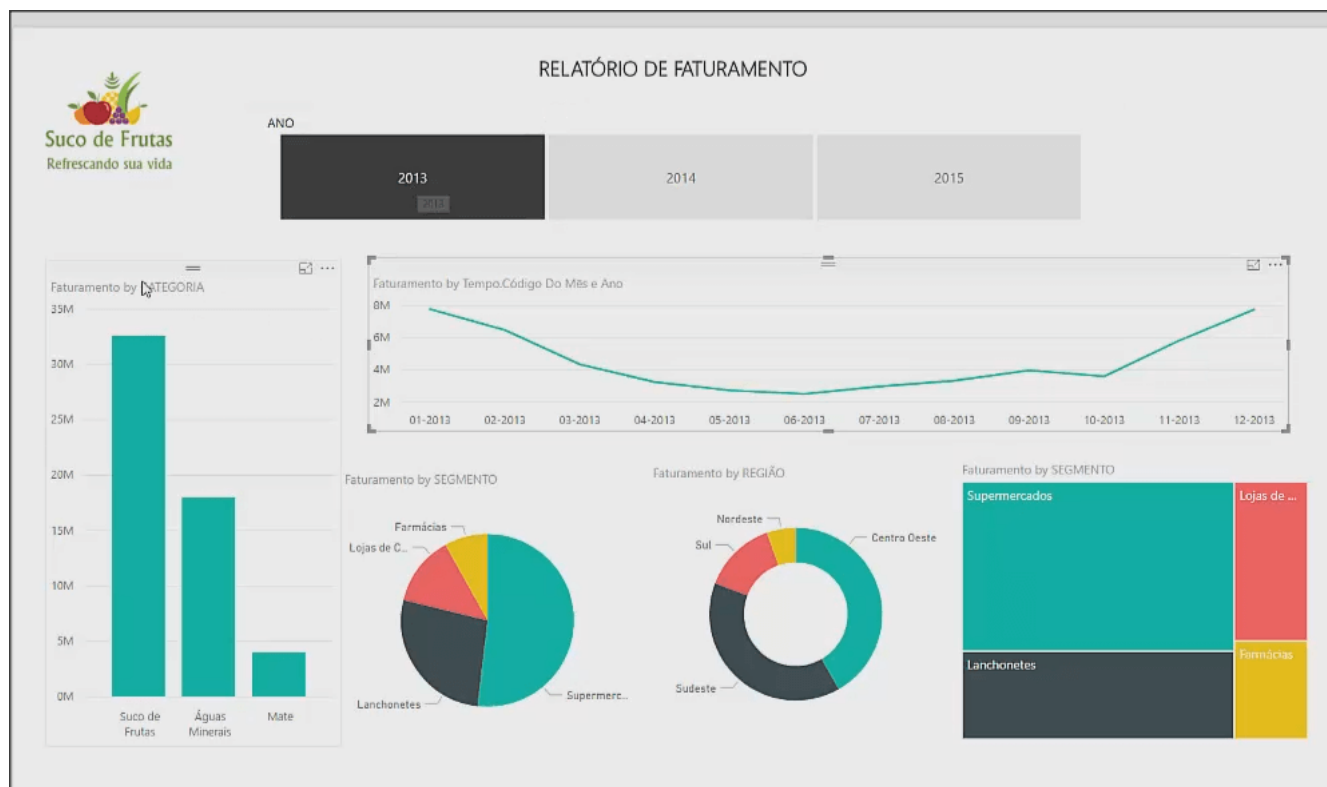 RELATÓRIO DE FATURAMENTO
Suco de Frutas
Refrescando sua vida
ANO
2013
2014
2015
2013
Faturamento by CATEGORIA
35M
30M
25M
20M
15M
10M
5M
0M
Suco de
Frutas
Águas
Minerais
Mate
Faturamento by Tempo.Código Do Mês e Ano
8M
6M
4M
2M
01-2013
02-2013
03-2013
04-2013
05-2013
06-2013
07-2013
08-2013
09-2013
10-2013
11-2013
12-2013
Faturamento by SEGMENTO
Farmácias
Lojas de C...
Lanchonetes
Supermerc...
Faturamento by REGIÃO
Nordeste
Sul
Centro Oeste
Sudeste
Faturamento by SEGMENTO
Supermercados
Lojas de ...
Lanchonetes
Farmácias